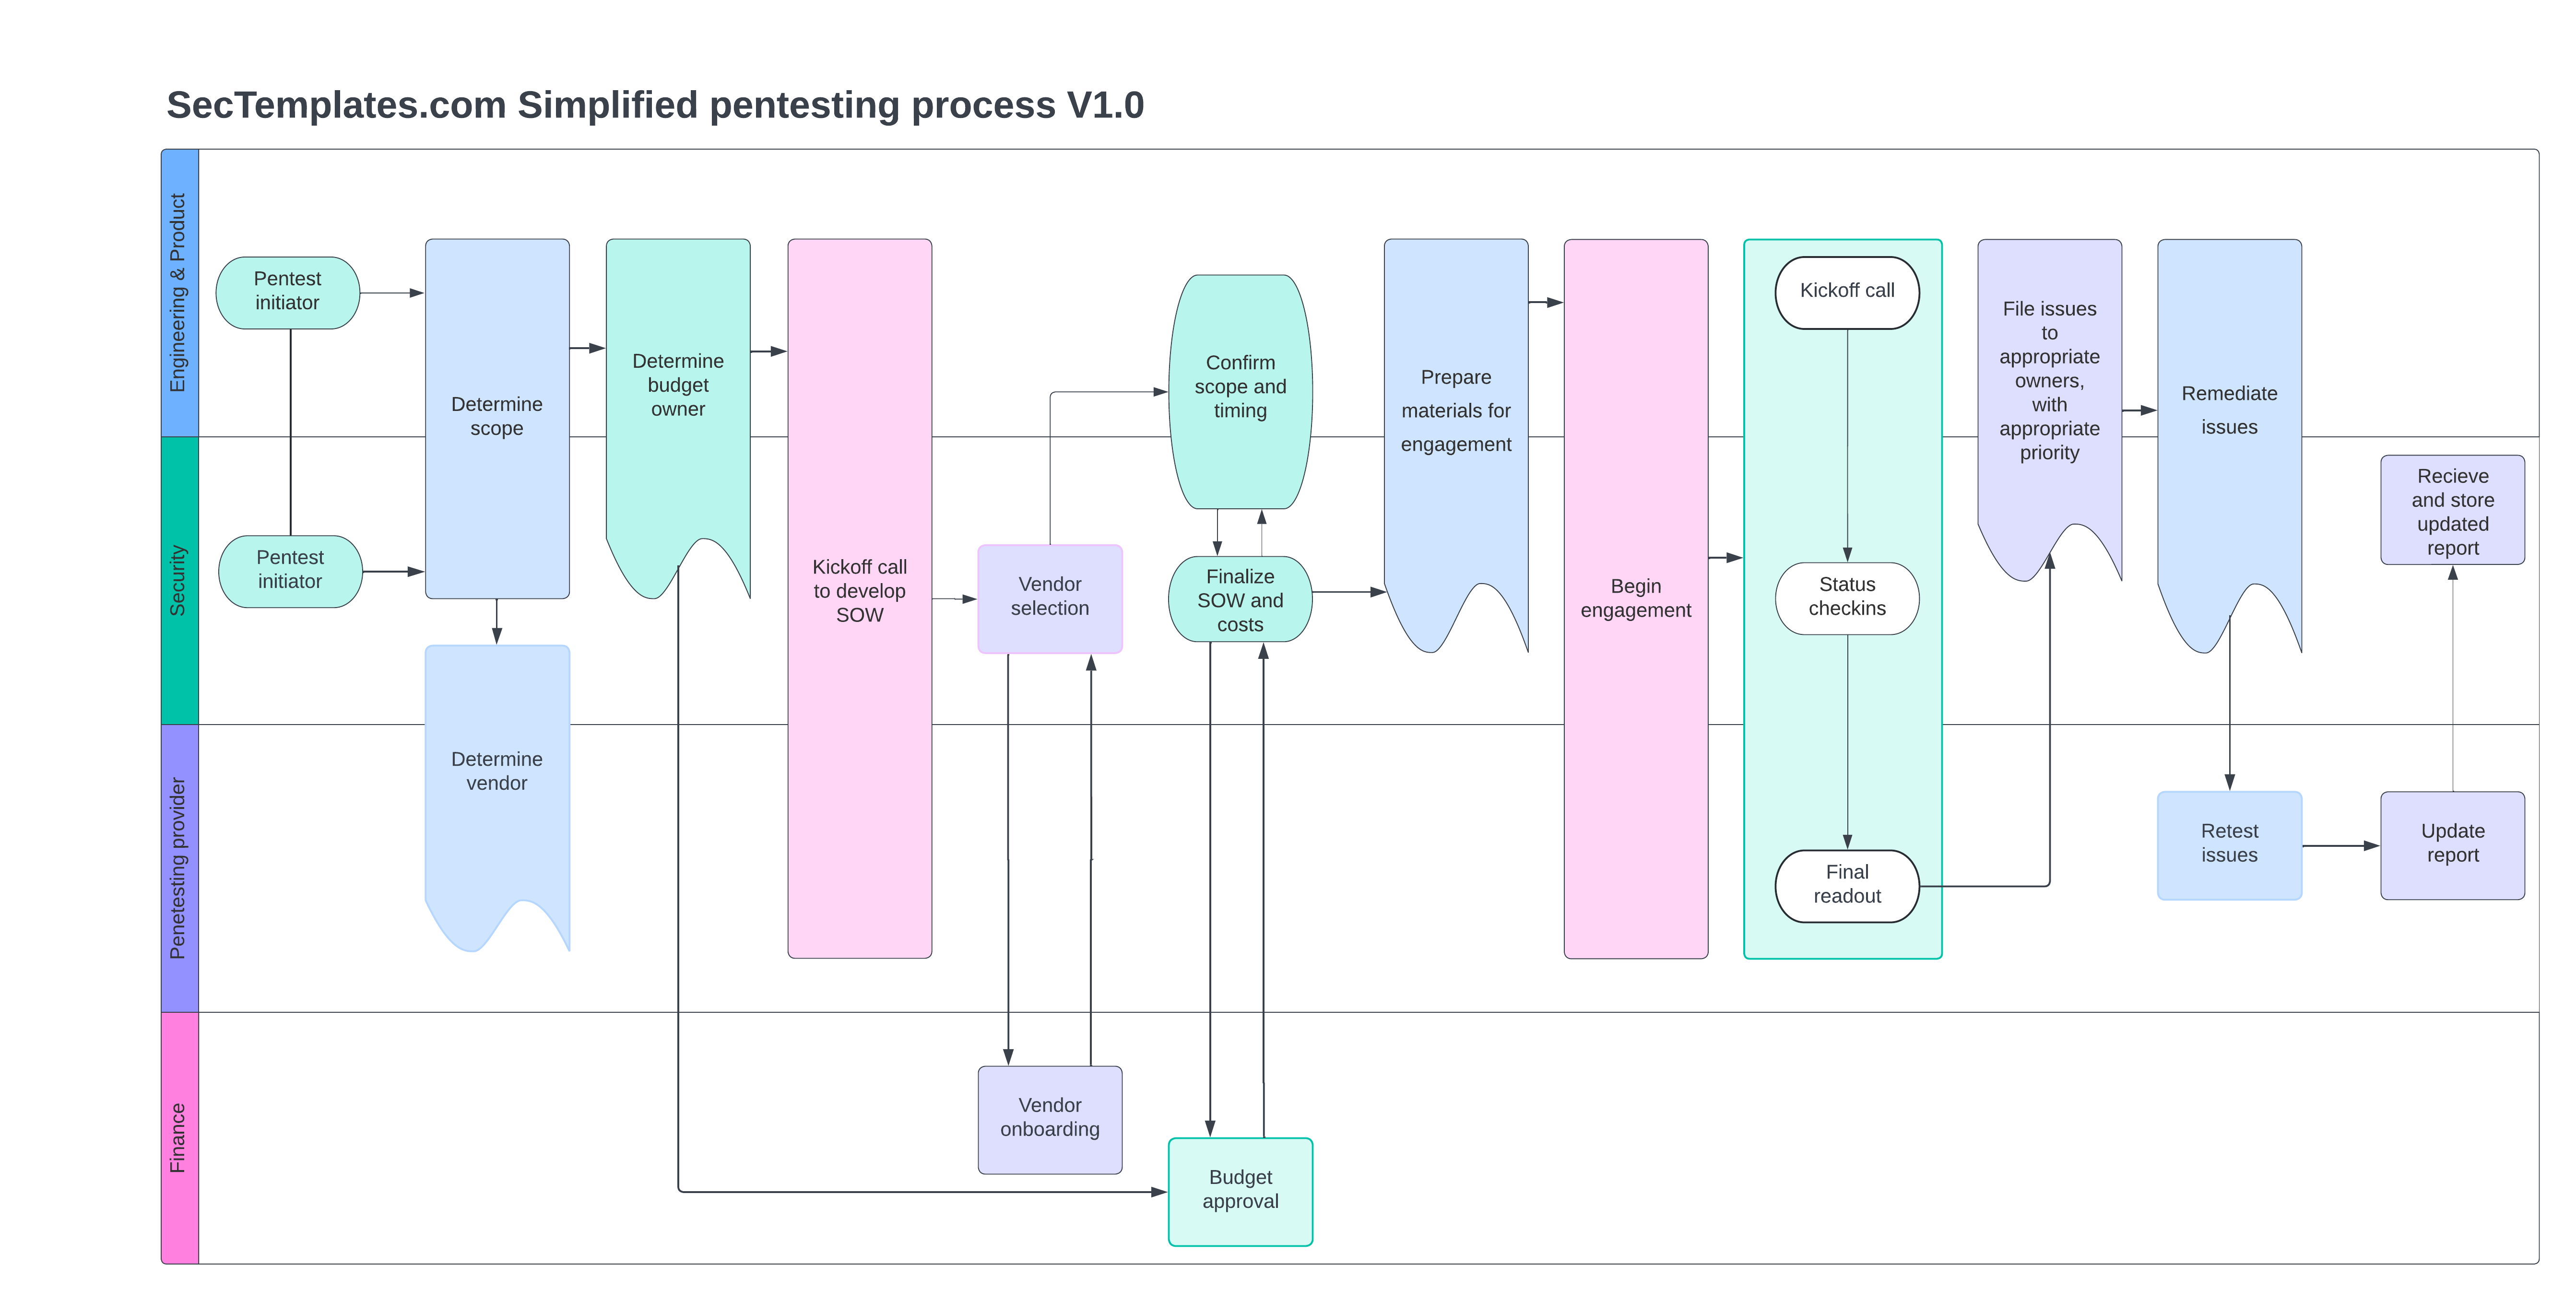 SecTemplates.com Simplified pentesting process V1.0
Engineering & Product
Security
Penetesting provider
Finance
Pentest
initiator
Pentest
initiator
Determine
scope
Determine
vendor
Determine
budget
owner
Kickoff call
to develop
SOW
Vendor
selection
Vendor
onboarding
Confirm
scope and
timing
Finalize
SOW and
costs
Budget
approval
Prepare
materials for
engagement
Begin
engagement
Kickoff call
Status
checkins
Final
readout
File issues
to
appropriate
owners,
with
appropriate
priority
Remediate
issues
Retest
issues
Update
report
Recieve
and store
updated
report